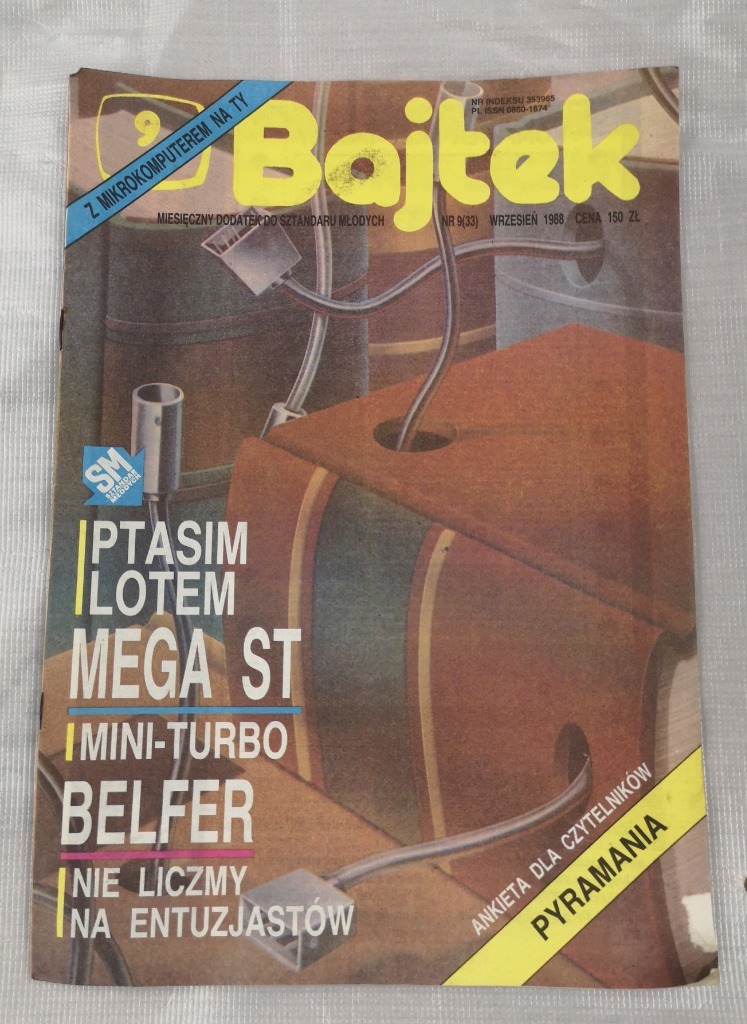 9
Z MIKROKOMPUTEREM NA TY
Bajtek
NR INDEKSU 353965
PL ISSN 0860-1674
MIESIĘCZNY DODATEK DO SZTANDARU MŁODYCH NR 9(33) WRZESIEŃ 1988 CENA 150 ZŁ
SM
SZTANDAR
MŁODYCH
PTASIM
LOTEM
MEGA ST
MINI-TURBO
BELFER
NIE LICZMY
NA ENTUZJASTÓW
ANKIETA DLA CZYTELNIKÓW
PYRAMANIA